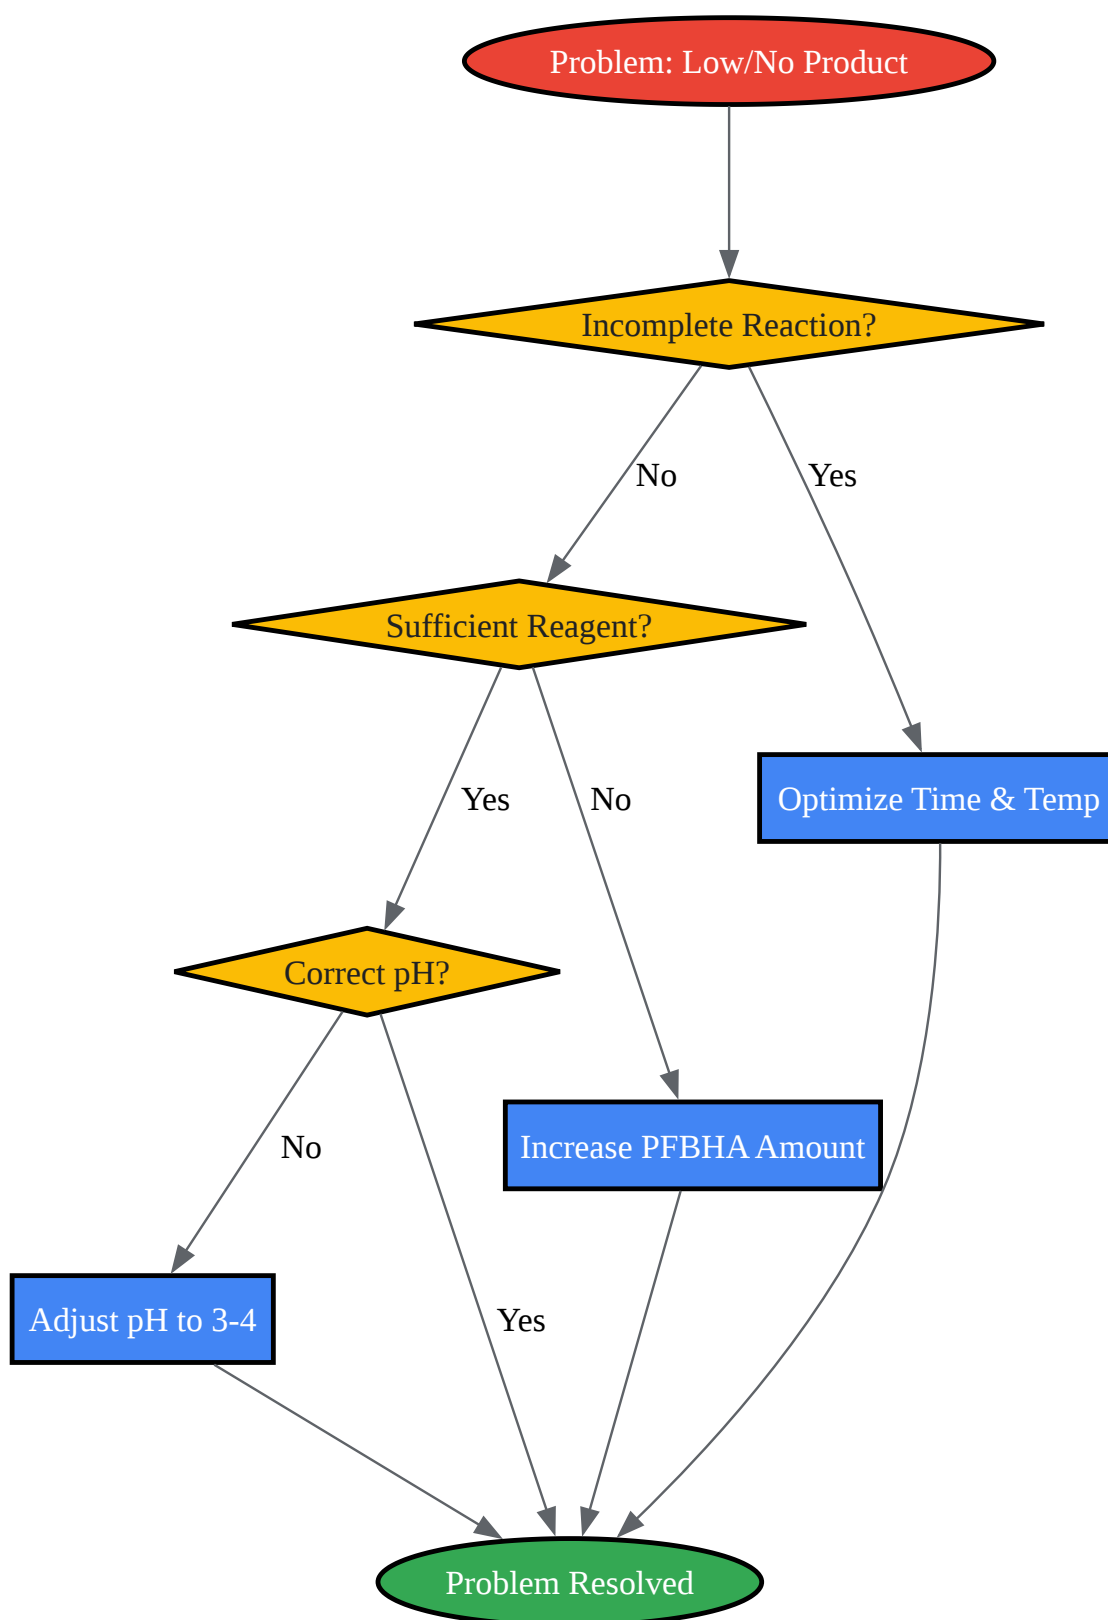 Problem: Low/No Product
Incomplete Reaction?
No
Yes
Sufficient Reagent?
Yes
No
Optimize Time & Temp
Correct pH?
No
Increase PFBHA Amount
Adjust pH to 3-4
Yes
Problem Resolved